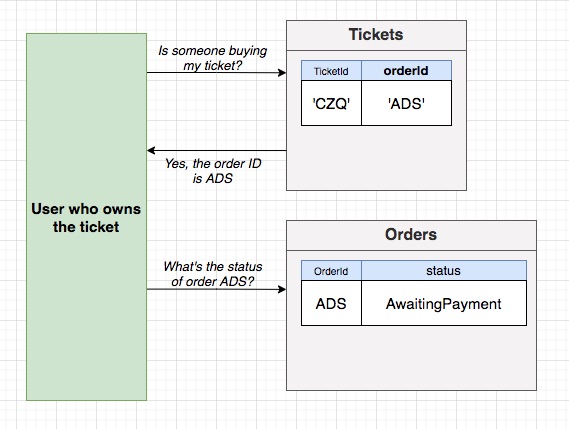 Tickets
Is someone buying
my ticket?
TicketId orderId
'CZQ' 'ADS'
Yes, the order ID
is ADS
User who owns
the ticket
Orders
What's the status
of order ADS?
OrderId status
ADS AwaitingPayment